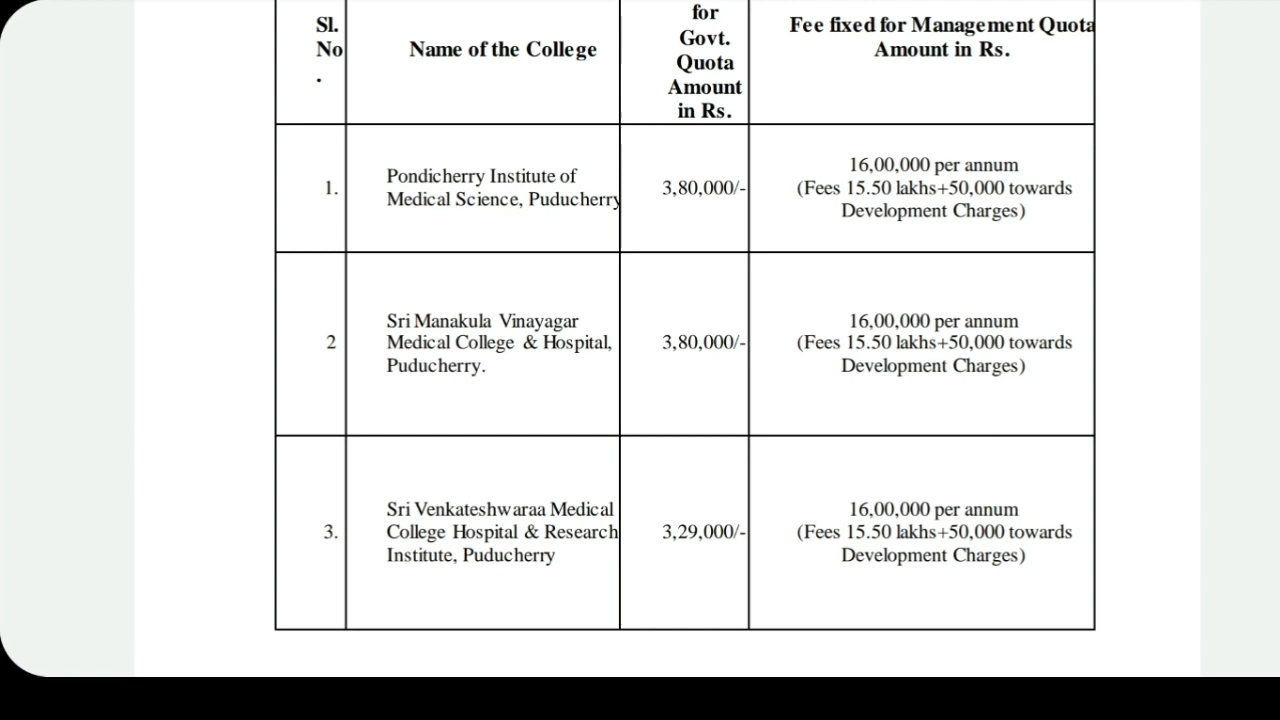 Sl.
No
.
Name of the College
for
Govt.
Quota
Amount
in Rs.
Fee fixed for Management Quota
Amount in Rs.
1.
Pondicherry Institute of
Medical Science, Puducherry
3,80,000/-
16,00,000 per annum
(Fees 15.50 lakhs+50,000 towards
Development Charges)
2
Sri Manakula Vinayagar
Medical College & Hospital,
Puducherry.
3,80,000/-
16,00,000 per annum
(Fees 15.50 lakhs+50,000 towards
Development Charges)
3.
Sri Venkateshwaraa Medical
College Hospital & Research
Institute, Puducherry
3,29,000/-
16,00,000 per annum
(Fees 15.50 lakhs+50,000 towards
Development Charges)